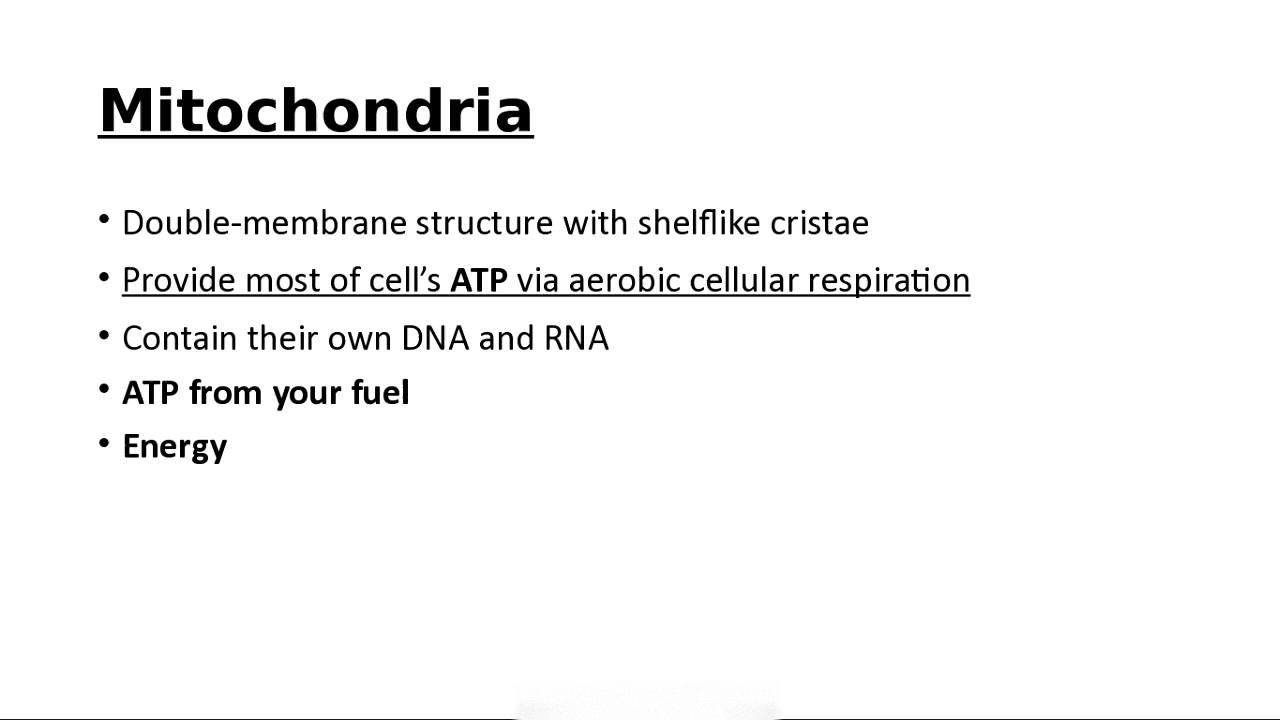 Mitochondria
• Double-membrane structure with shelflike cristae
• Provide most of cell’s ATP via aerobic cellular respiration
• Contain their own DNA and RNA
• ATP from your fuel
• Energy